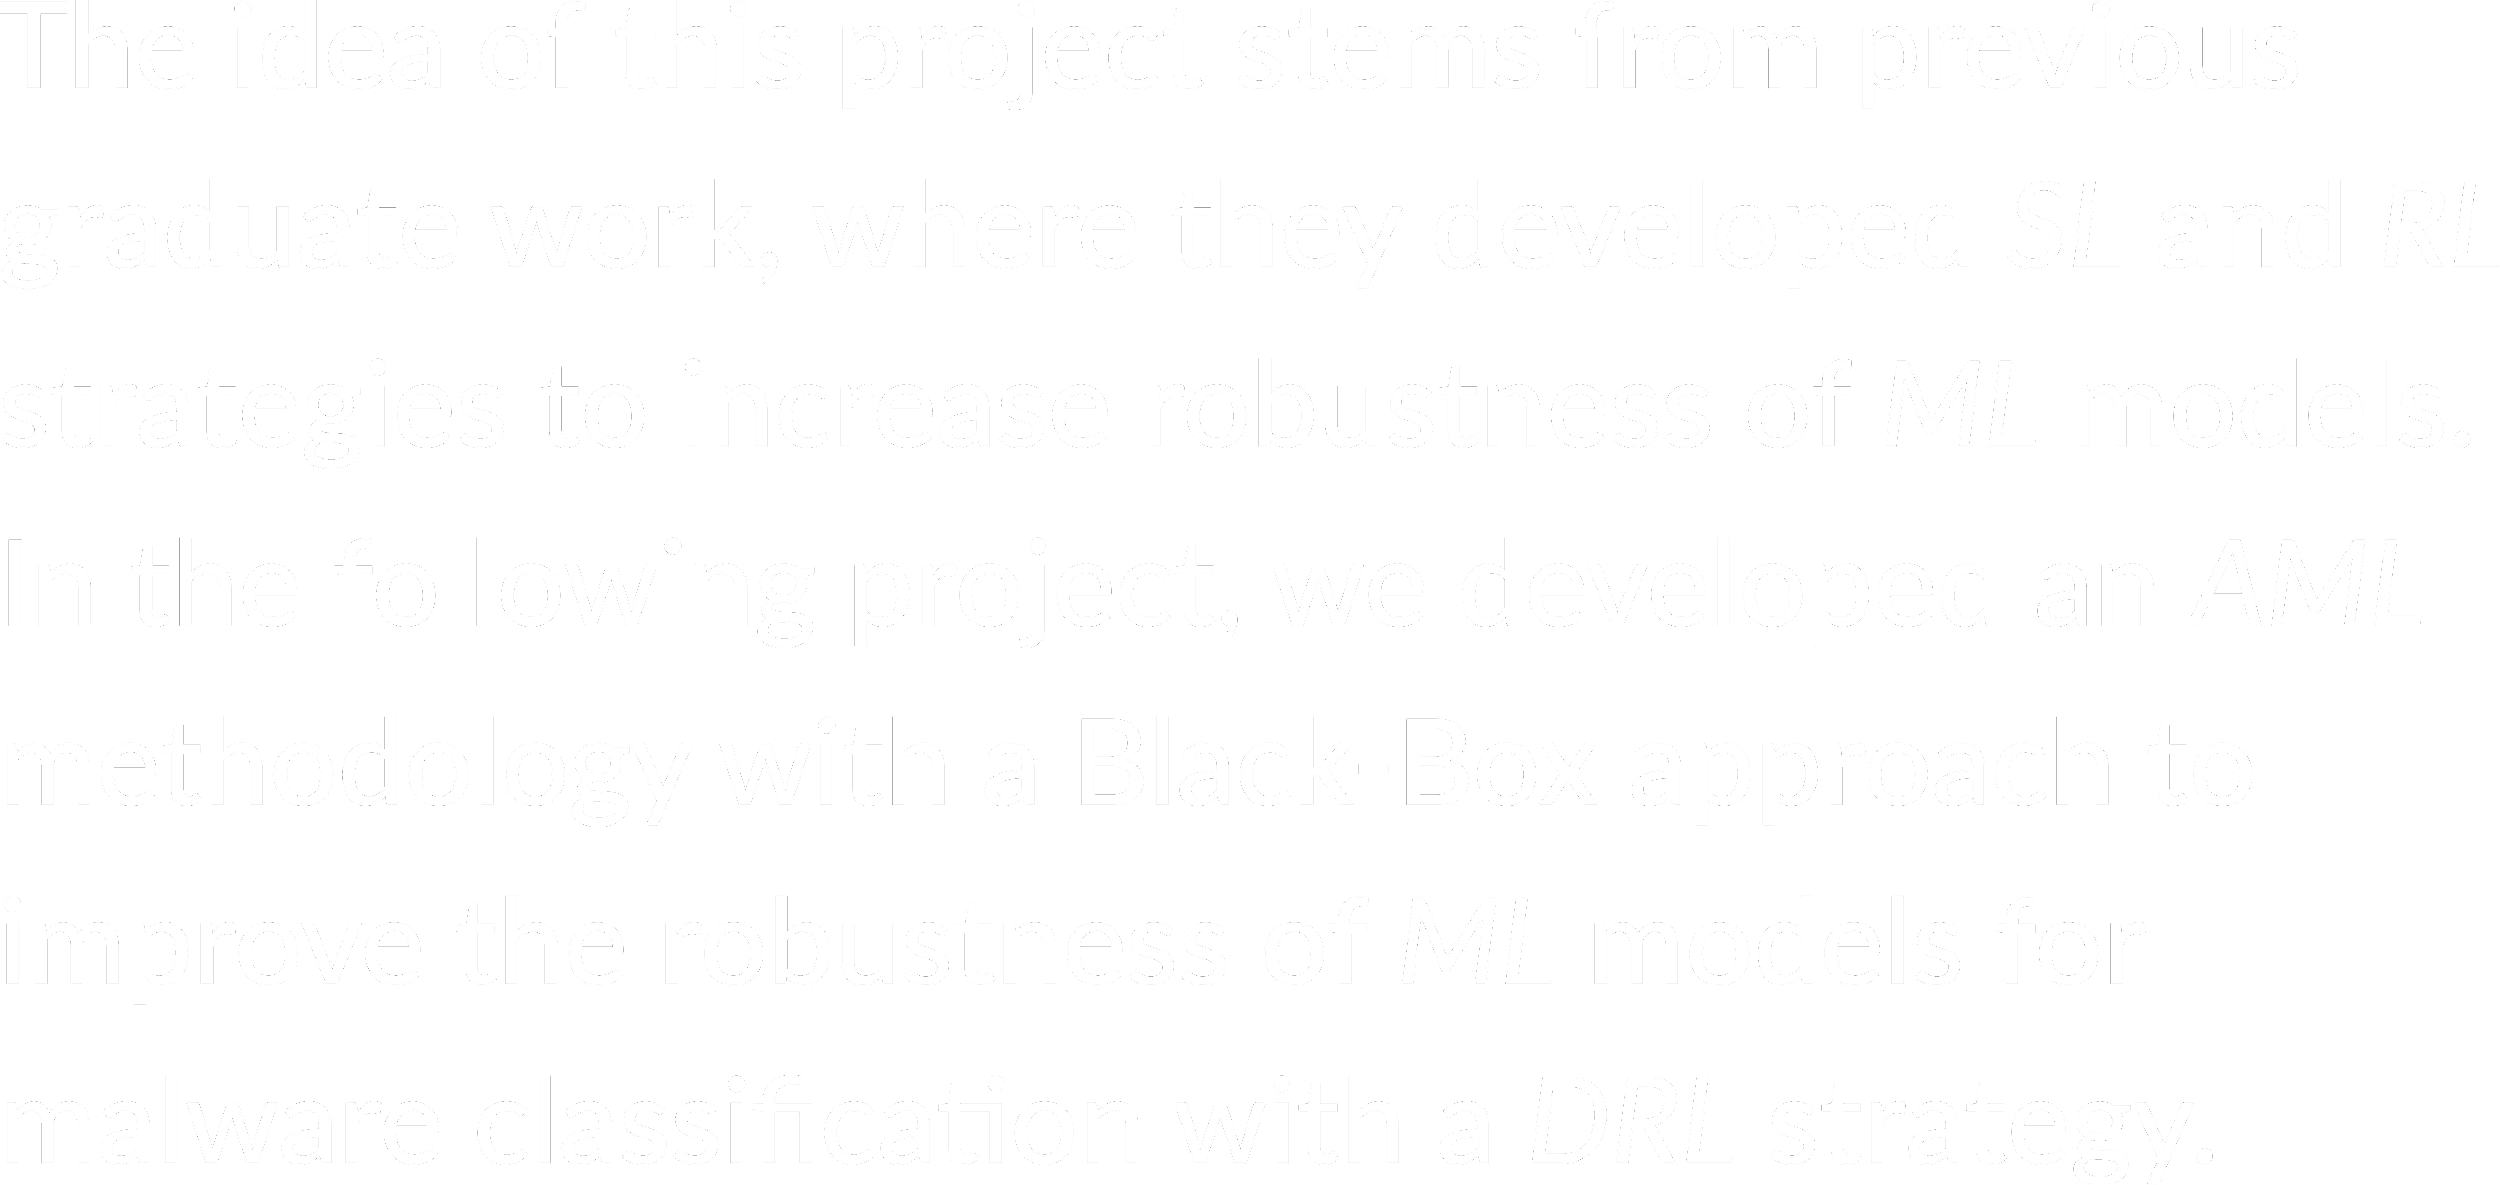 The idea of this project stems from previous
graduate work, where they developed SL and RL
strategies to increase robustness of ML models.
In the following project, we developed an AML
methodology with a Black-Box approach to
improve the robustness of ML models for
malware classification with a DRL strategy.